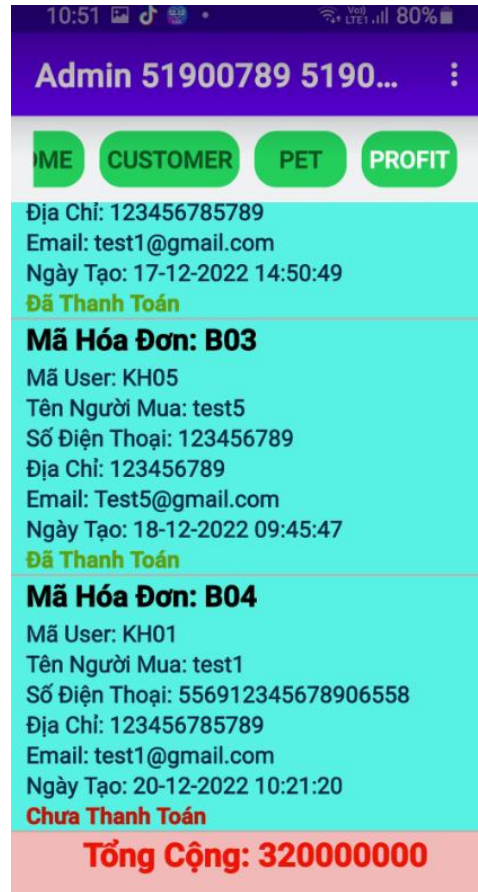 10:51
80%
Admin 51900789 5190...
OME
CUSTOMER
PET
PROFIT
Địa Chỉ: 123456785789
Email: test1@gmail.com
Ngày Tạo: 17-12-2022 14:50:49
Đã Thanh Toán
Mã Hóa Đơn: B03
Mã User: KH05
Tên Người Mua: test5
Số Điện Thoại: 123456789
Địa Chỉ: 123456789
Email: Test5@gmail.com
Ngày Tạo: 18-12-2022 09:45:47
Đã Thanh Toán
Mã Hóa Đơn: B04
Mã User: KH01
Tên Người Mua: test1
Số Điện Thoại: 556912345678906558
Địa Chỉ: 123456785789
Email: test1@gmail.com
Ngày Tạo: 20-12-2022 10:21:20
Chưa Thanh Toán
Tổng Cộng: 320000000